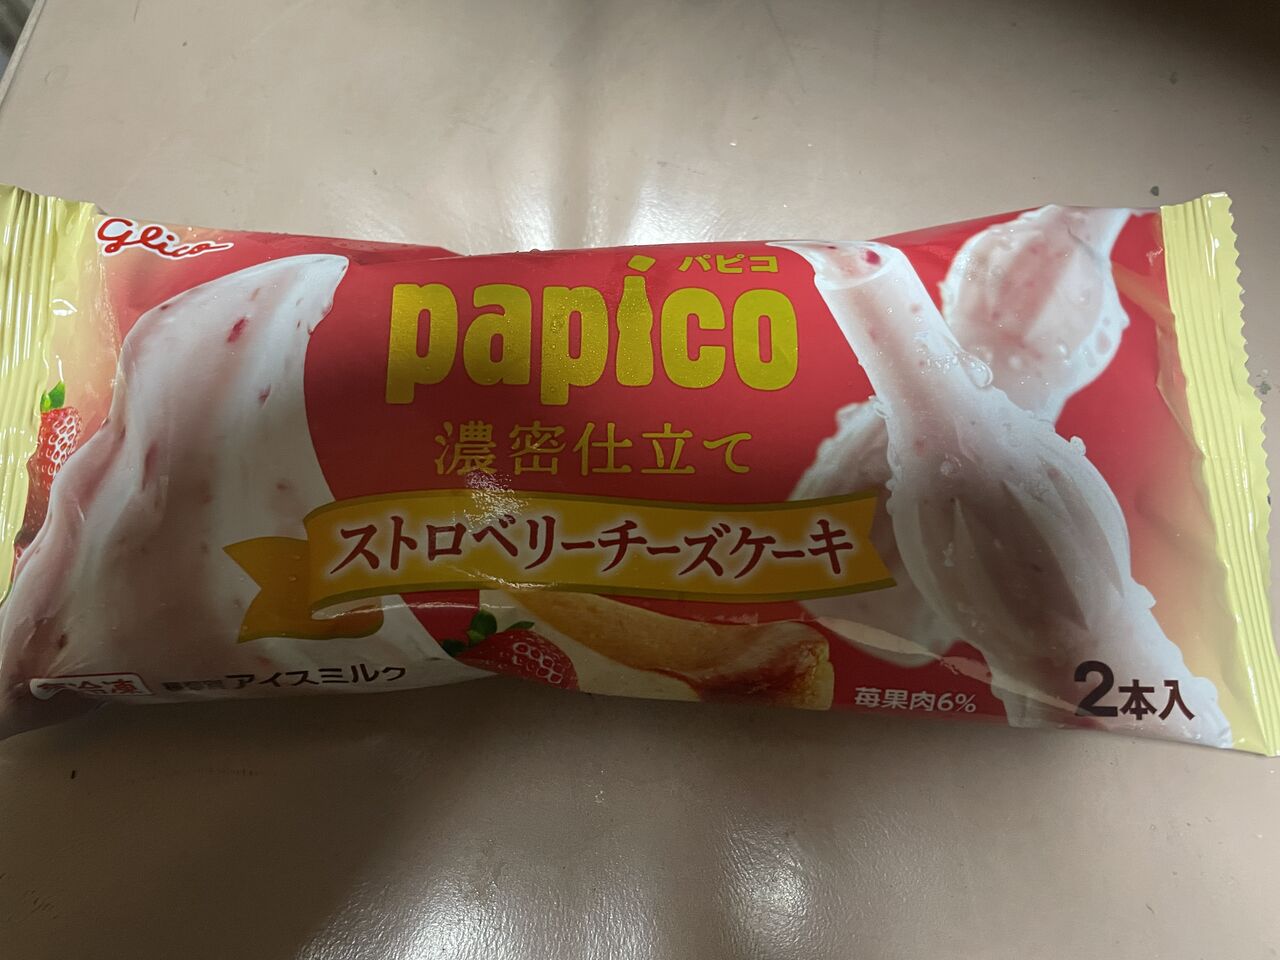 Glico
パピコ
papico
濃密仕立て
ストロベリーチーズケーキ
アイスミルク
苺果肉6%
2本入